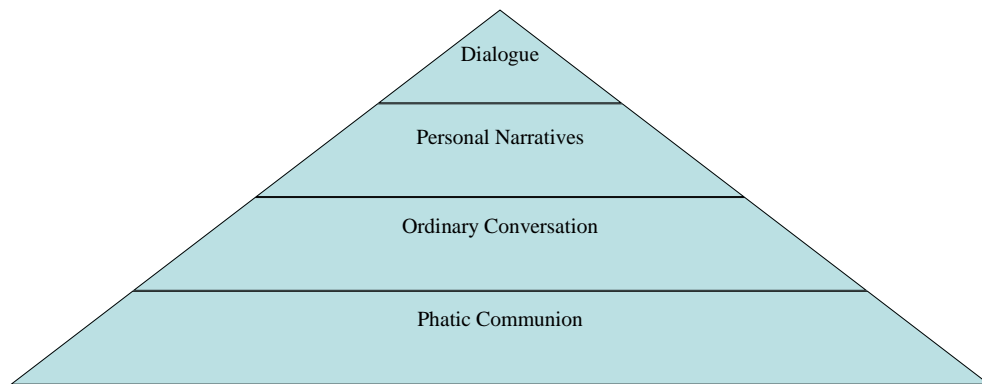 Dialogue
Personal Narratives
Ordinary Conversation
Phatic Communion